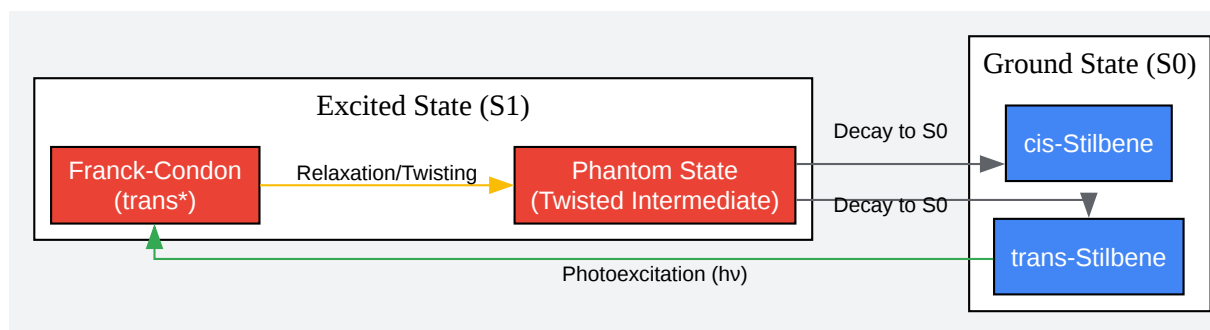 Ground State (S0)
Excited State (S1)
Decay to S0
cis-Stilbene
Franck-Condon
(trans*)
Relaxation/Twisting
Phantom State
(Twisted Intermediate)
Decay to S0
trans-Stilbene
Photoexcitation (hν)